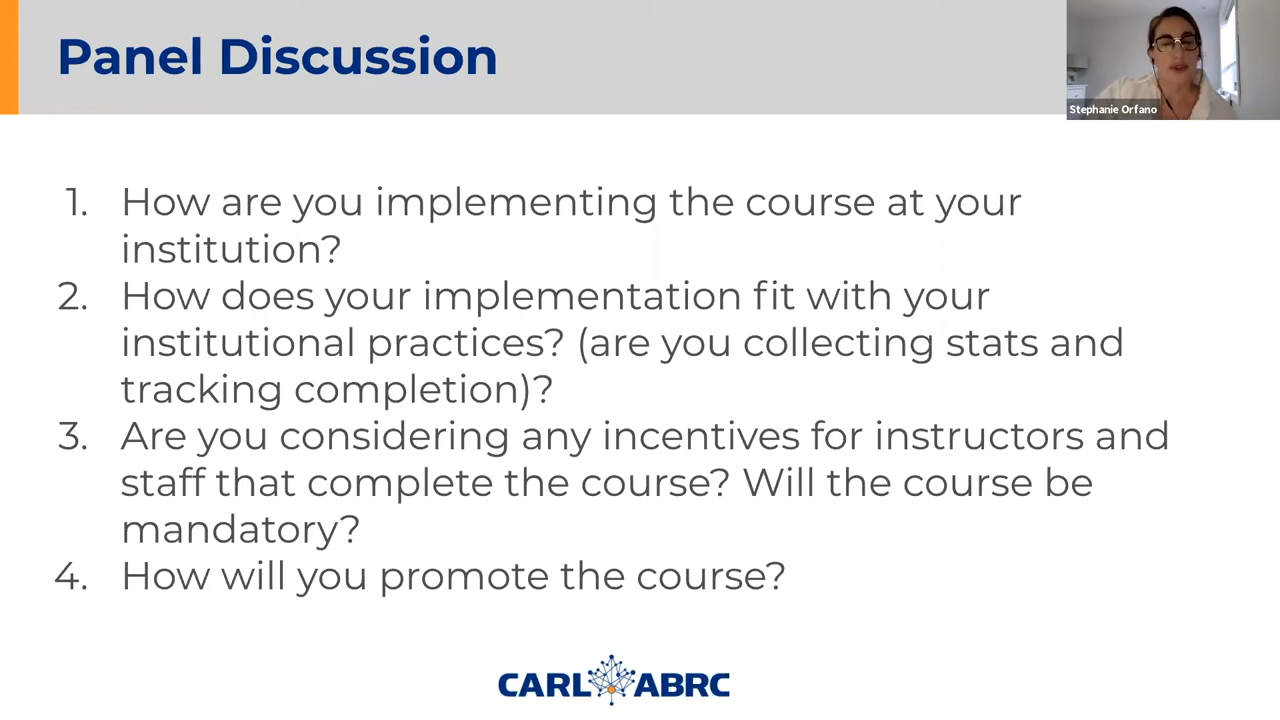 Panel Discussion
Stephanie Orfano
1. How are you implementing the course at your
institution?
2. How does your implementation fit with your
institutional practices? (are you collecting stats and
tracking completion)?
3. Are you considering any incentives for instructors and
staff that complete the course? Will the course be
mandatory?
4. How will you promote the course?
CARL ABRC